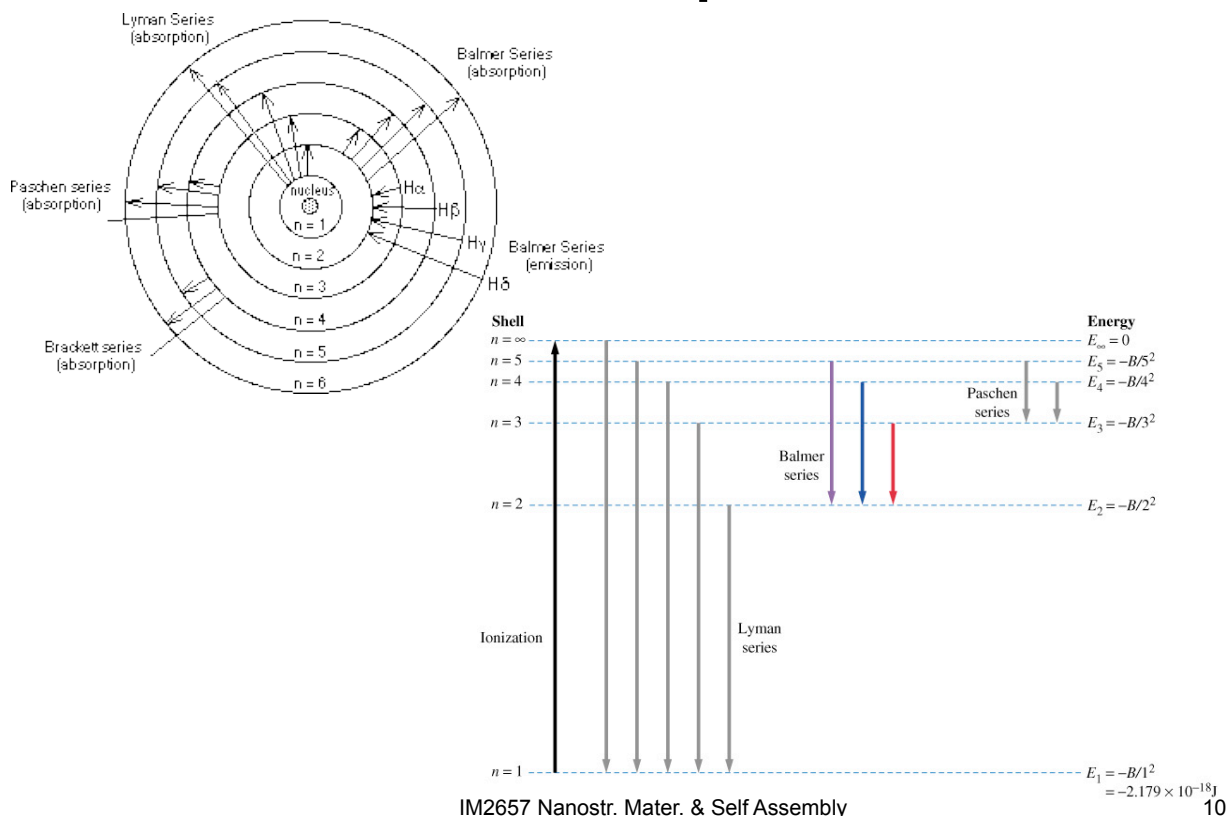 Lyman Series
(absorption)
Balmer Series
(absorption)
Paschen series
(absorption)
nucleus
n = 1
n = 2
n = 3
n = 4
n = 5
n = 6
Hα
Hβ
Hγ
Hδ
Balmer Series
(emission)
Brackett series
(absorption)
Shell
n = ∞
n = 5
n = 4
n = 3
n = 2
n = 1
Ionization
Lyman
series
Balmer
series
Paschen
series
Energy
E∞ = 0
E₅ = –B/5²
E₄ = –B/4²
E₃ = –B/3²
E₂ = –B/2²
E₁ = –B/1²
= –2.179 × 10⁻¹⁸J
IM2657 Nanostr. Mater. & Self Assembly
10